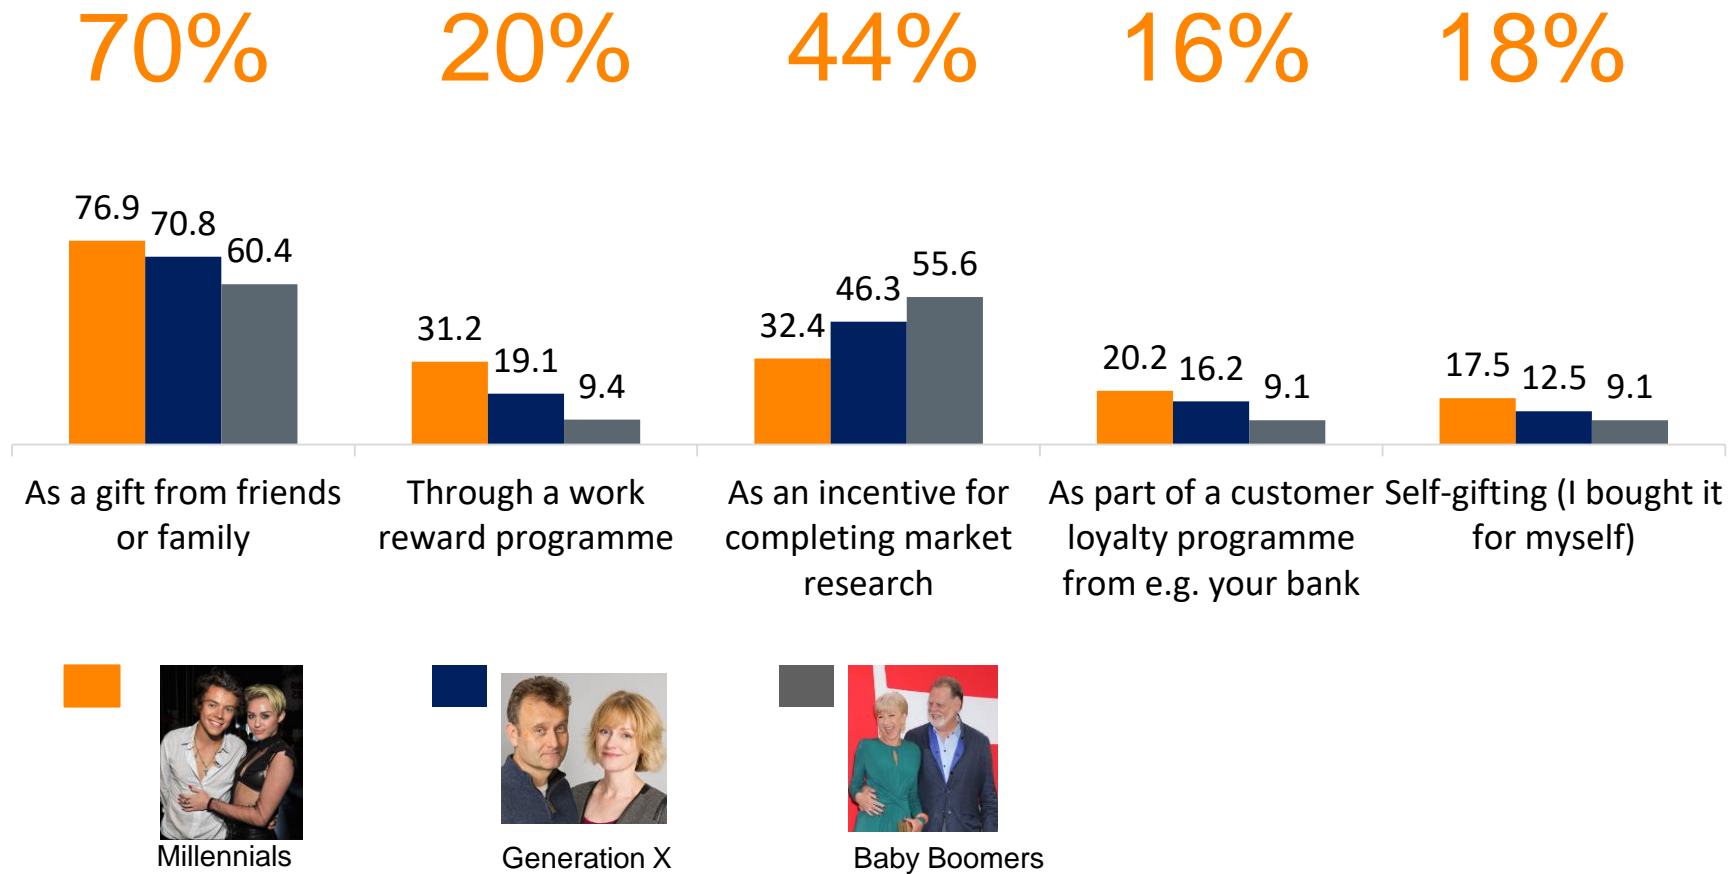 70% 20% 44% 16% 18%
76.9 70.8 60.4
31.2 19.1 9.4
32.4 46.3 55.6
20.2 16.2 9.1
17.5 12.5 9.1
As a gift from friends
or family
Through a work
reward programme
As an incentive for
completing market
research
As part of a customer
loyalty programme
from e.g. your bank
Self-gifting (I bought it
for myself)
Millennials
Generation X
Baby Boomers